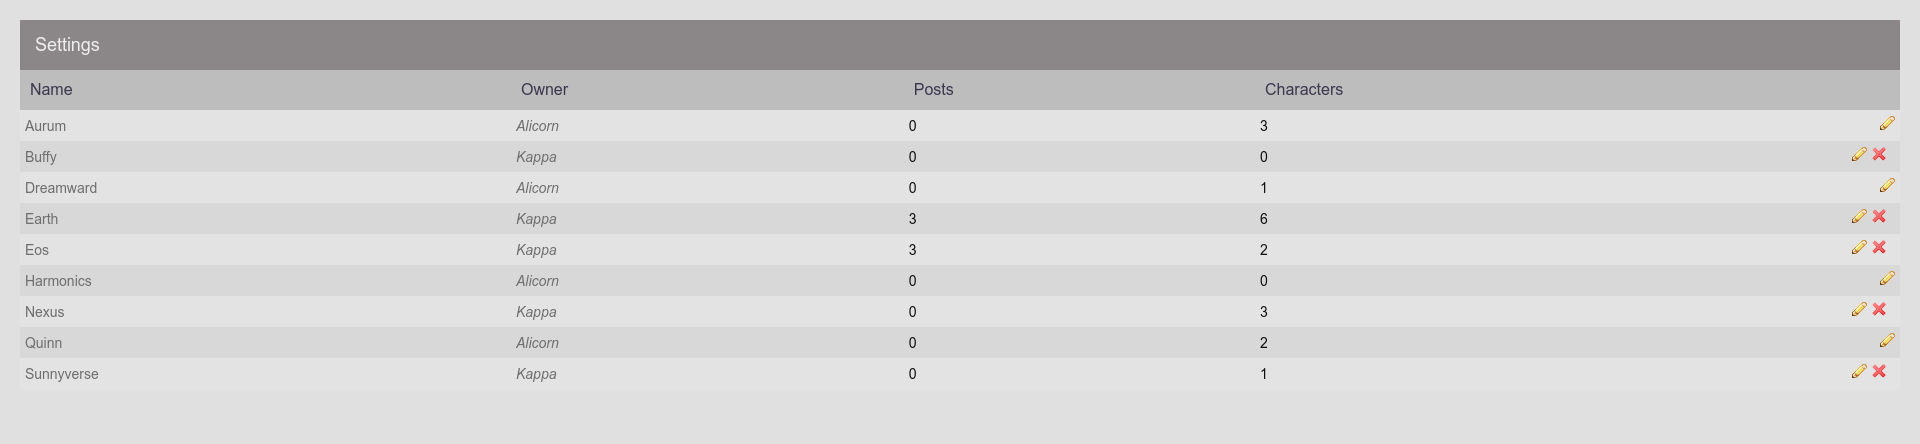 Settings
Name Owner Posts Characters
Aurum Alicorn 0 3
Buffy Kappa 0 0
Dreamward Alicorn 0 1
Earth Kappa 3 6
Eos Kappa 3 2
Harmonics Alicorn 0 0
Nexus Kappa 0 3
Quinn Alicorn 0 2
Sunnyverse Kappa 0 1